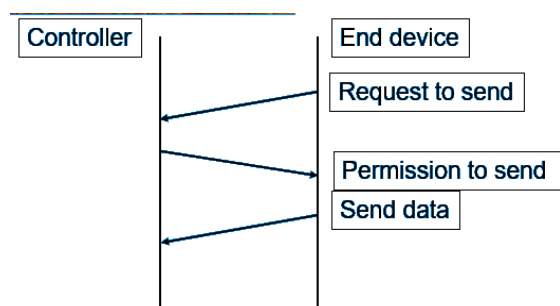 Controller
End device
Request to send
Permission to send
Send data